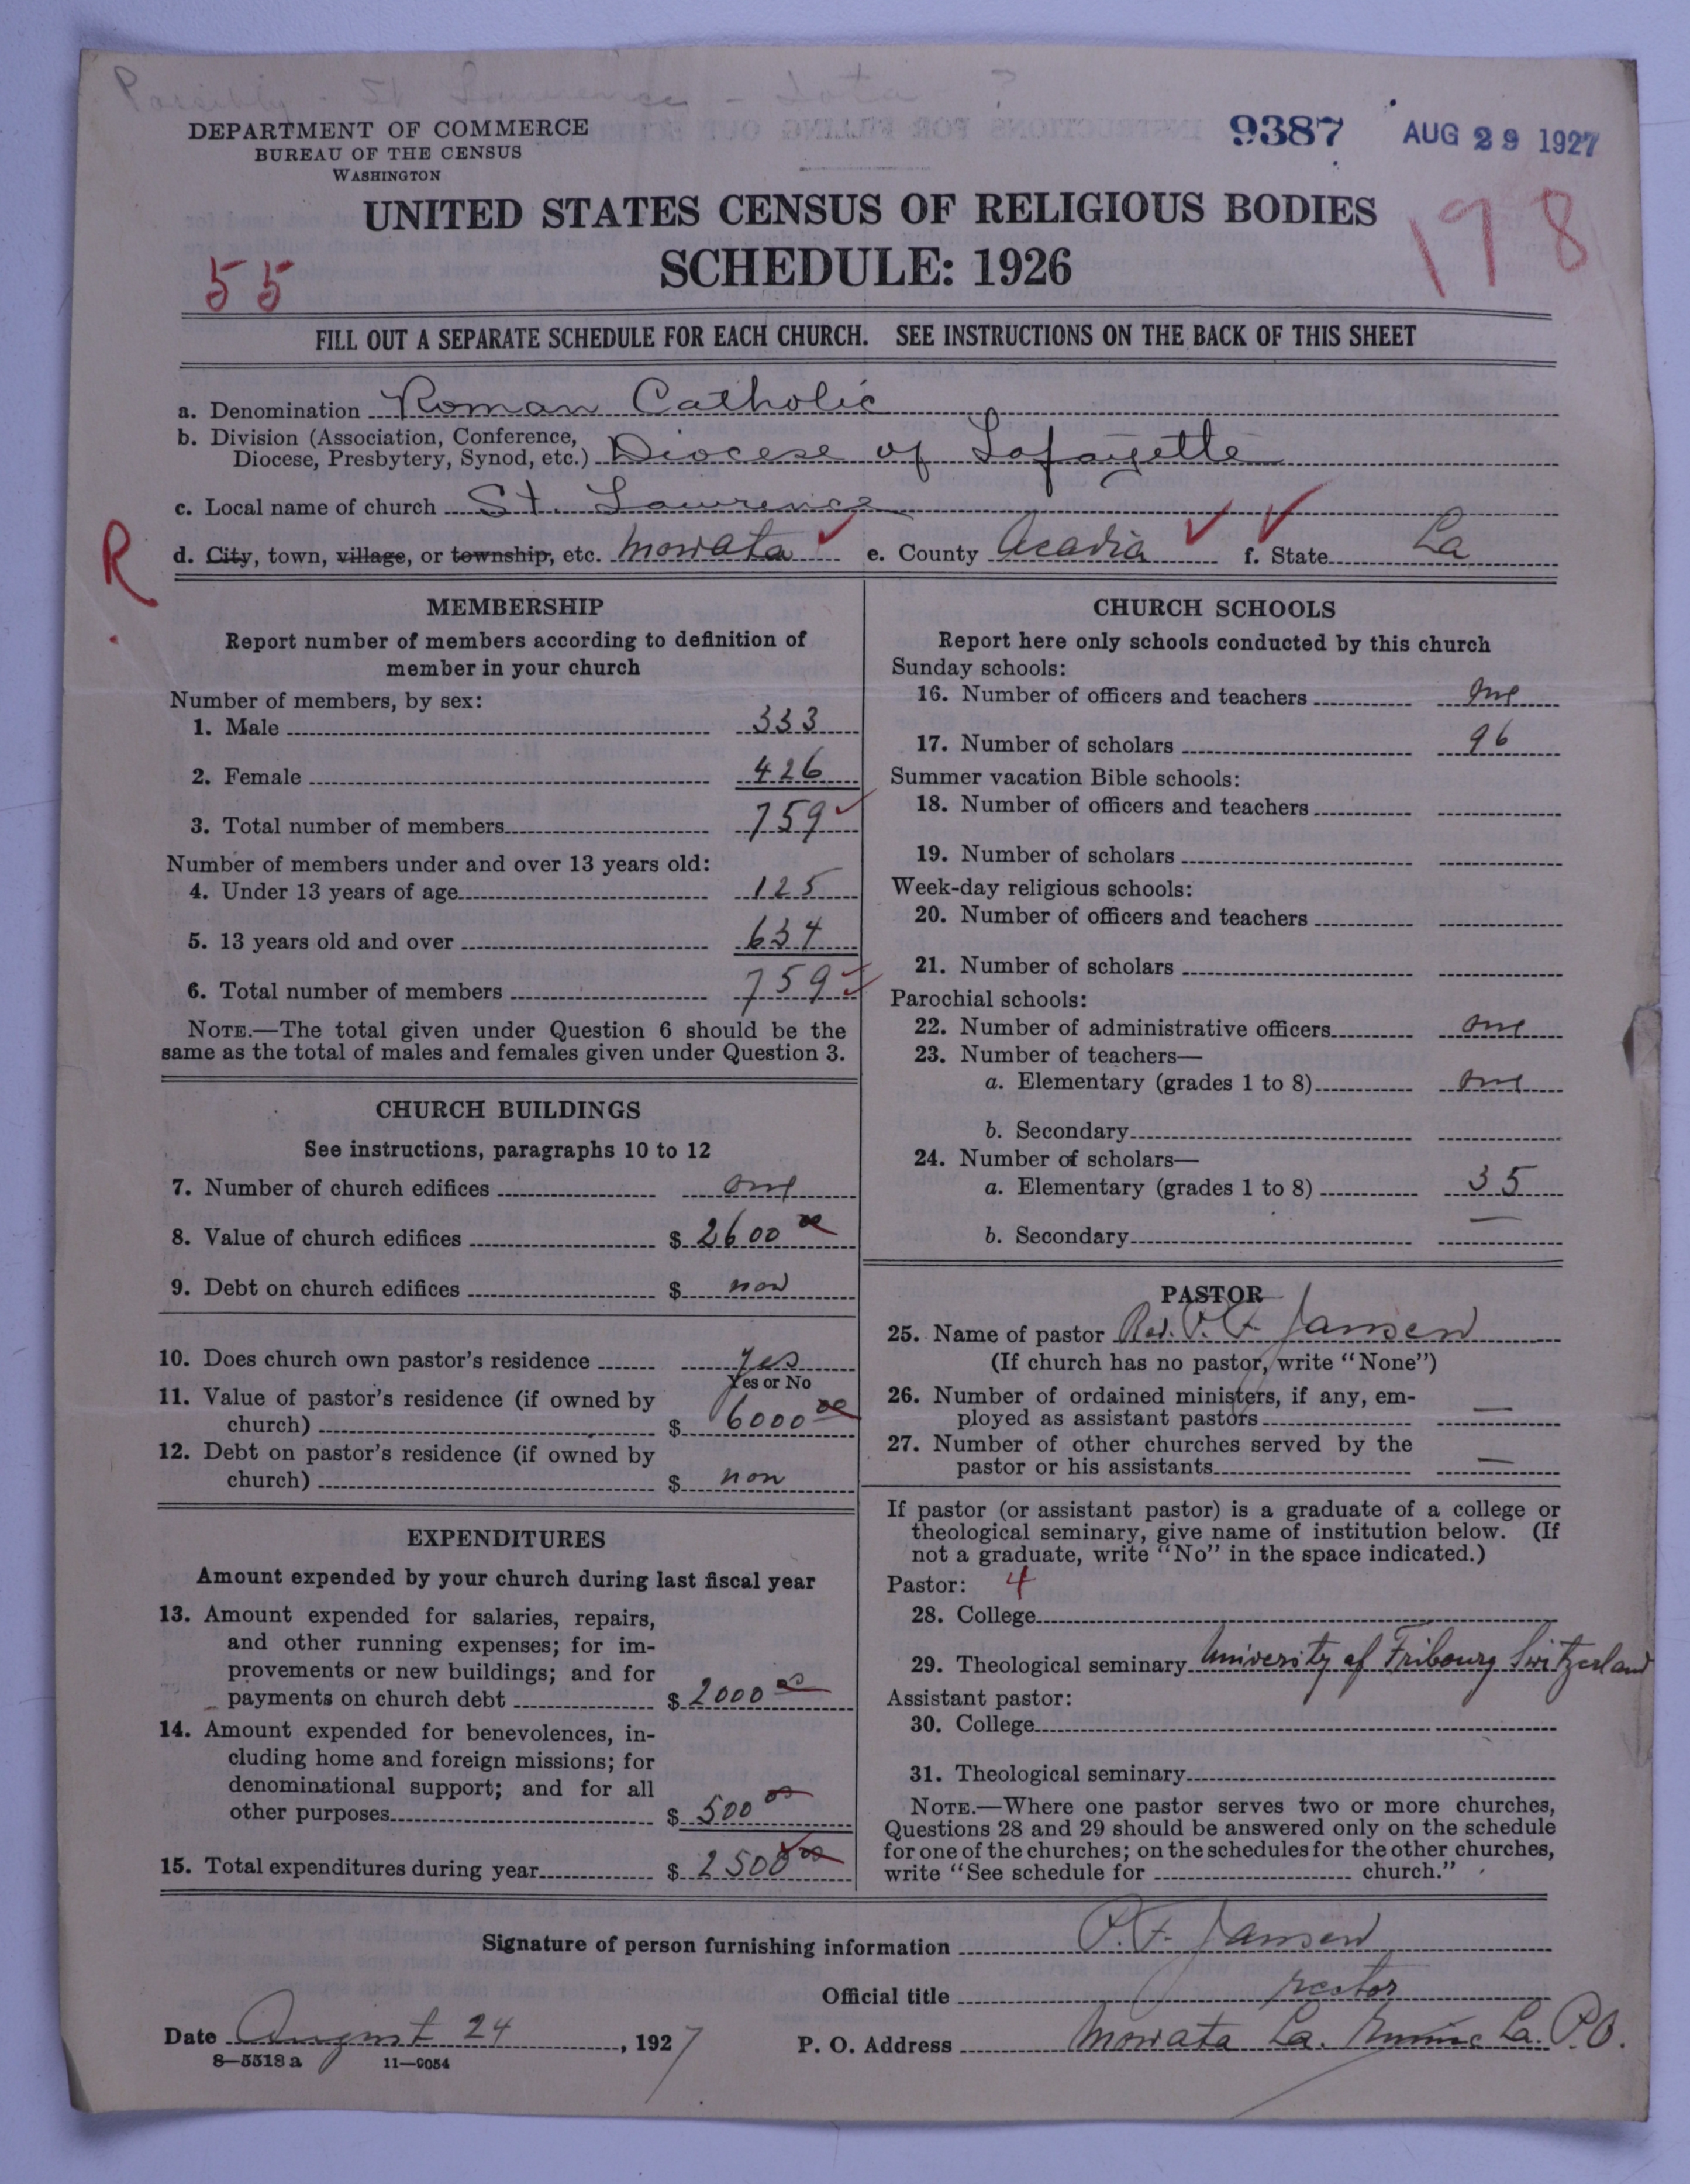 Possibly - St Lawrence - Iota ?
DEPARTMENT OF COMMERCE
BUREAU OF THE CENSUS
WASHINGTON
9387 AUG 29 1927
UNITED STATES CENSUS OF RELIGIOUS BODIES
SCHEDULE: 1926
55
178
FILL OUT A SEPARATE SCHEDULE FOR EACH CHURCH. SEE INSTRUCTIONS ON THE BACK OF THIS SHEET
a. Denomination Roman Catholic
b. Division (Association, Conference,
Diocese, Presbytery, Synod, etc.) Diocese of Lafayette
c. Local name of church St. Lawrence
R
d. City, town, village, or township, etc. Mowata e. County Acadia f. State La
MEMBERSHIP
Report number of members according to definition of
member in your church
Number of members, by sex:
1. Male 333
2. Female 426
3. Total number of members 759
Number of members under and over 13 years old:
4. Under 13 years of age 125
5. 13 years old and over 634
6. Total number of members 759
NOTE.—The total given under Question 6 should be the
same as the total of males and females given under Question 3.
CHURCH BUILDINGS
See instructions, paragraphs 10 to 12
7. Number of church edifices one
8. Value of church edifices $ 2600 00
9. Debt on church edifices $ non
10. Does church own pastor's residence yes
Yes or No
11. Value of pastor's residence (if owned by
church) $ 6000 00
12. Debt on pastor's residence (if owned by
church) $ non
EXPENDITURES
Amount expended by your church during last fiscal year
13. Amount expended for salaries, repairs,
and other running expenses; for im-
provements or new buildings; and for
payments on church debt $ 2000 00
14. Amount expended for benevolences, in-
cluding home and foreign missions; for
denominational support; and for all
other purposes $ 500 00
15. Total expenditures during year $ 2500 00
CHURCH SCHOOLS
Report here only schools conducted by this church
Sunday schools:
16. Number of officers and teachers one
17. Number of scholars 96
Summer vacation Bible schools:
18. Number of officers and teachers
19. Number of scholars
Week-day religious schools:
20. Number of officers and teachers
21. Number of scholars
Parochial schools:
22. Number of administrative officers one
23. Number of teachers—
a. Elementary (grades 1 to 8) one
b. Secondary
24. Number of scholars—
a. Elementary (grades 1 to 8) 35
b. Secondary —
PASTOR
25. Name of pastor Rev. P. F. Jansen
(If church has no pastor, write "None")
26. Number of ordained ministers, if any, em-
ployed as assistant pastors —
27. Number of other churches served by the
pastor or his assistants —
If pastor (or assistant pastor) is a graduate of a college or
theological seminary, give name of institution below. (If
not a graduate, write "No" in the space indicated.)
Pastor: 4
28. College
29. Theological seminary University of Fribourg Switzerland
Assistant pastor:
30. College
31. Theological seminary
NOTE.—Where one pastor serves two or more churches,
Questions 28 and 29 should be answered only on the schedule
for one of the churches; on the schedules for the other churches,
write "See schedule for church."
Signature of person furnishing information P. F. Jansen
Official title rector
Date August 24, 1927 P. O. Address Mowata La. La. P.O.
8—5518 a 11—9054